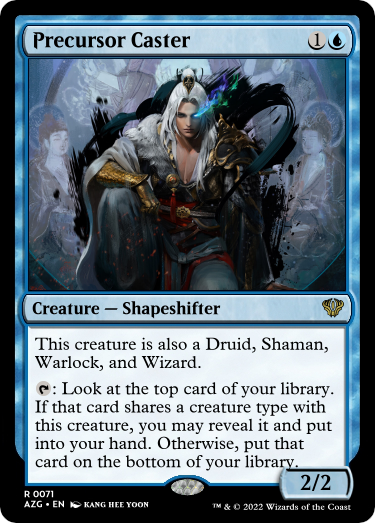 Precursor Caster 1
Creature — Shapeshifter
This creature is also a Druid, Shaman,
Warlock, and Wizard.
: Look at the top card of your library.
If that card shares a creature type with
this creature, you may reveal it and put
into your hand. Otherwise, put that
card on the bottom of your library.
2/2
R 0071
AZG • EN KANG HEE YOON
™ & © 2022 Wizards of the Coast